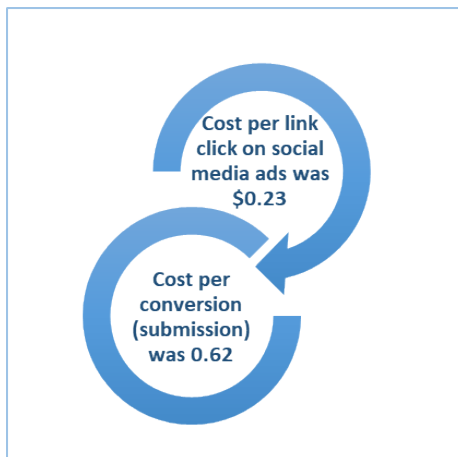 Cost per link
click on social
media ads was
$0.23
Cost per
conversion
(submission)
was 0.62